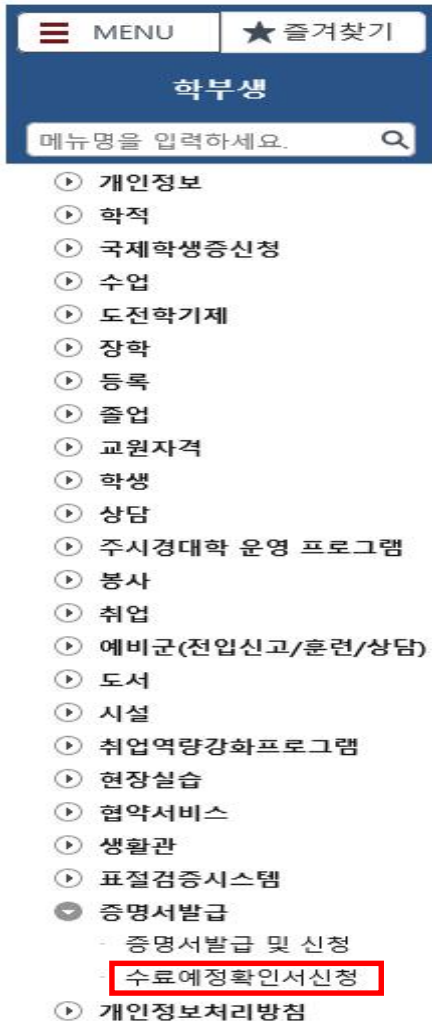 MENU ★즐겨찾기
학부생
메뉴명을 입력하세요.
개인정보
학적
국제학생증신청
수업
도전학기제
장학
등록
졸업
교원자격
학생
상담
주시경대학 운영 프로그램
봉사
취업
예비군(전입신고/훈련/상담)
도서
시설
취업역량강화프로그램
현장실습
협약서비스
생활관
표절검증시스템
증명서발급
- 증명서발급 및 신청
- 수료예정확인서신청
개인정보처리방침